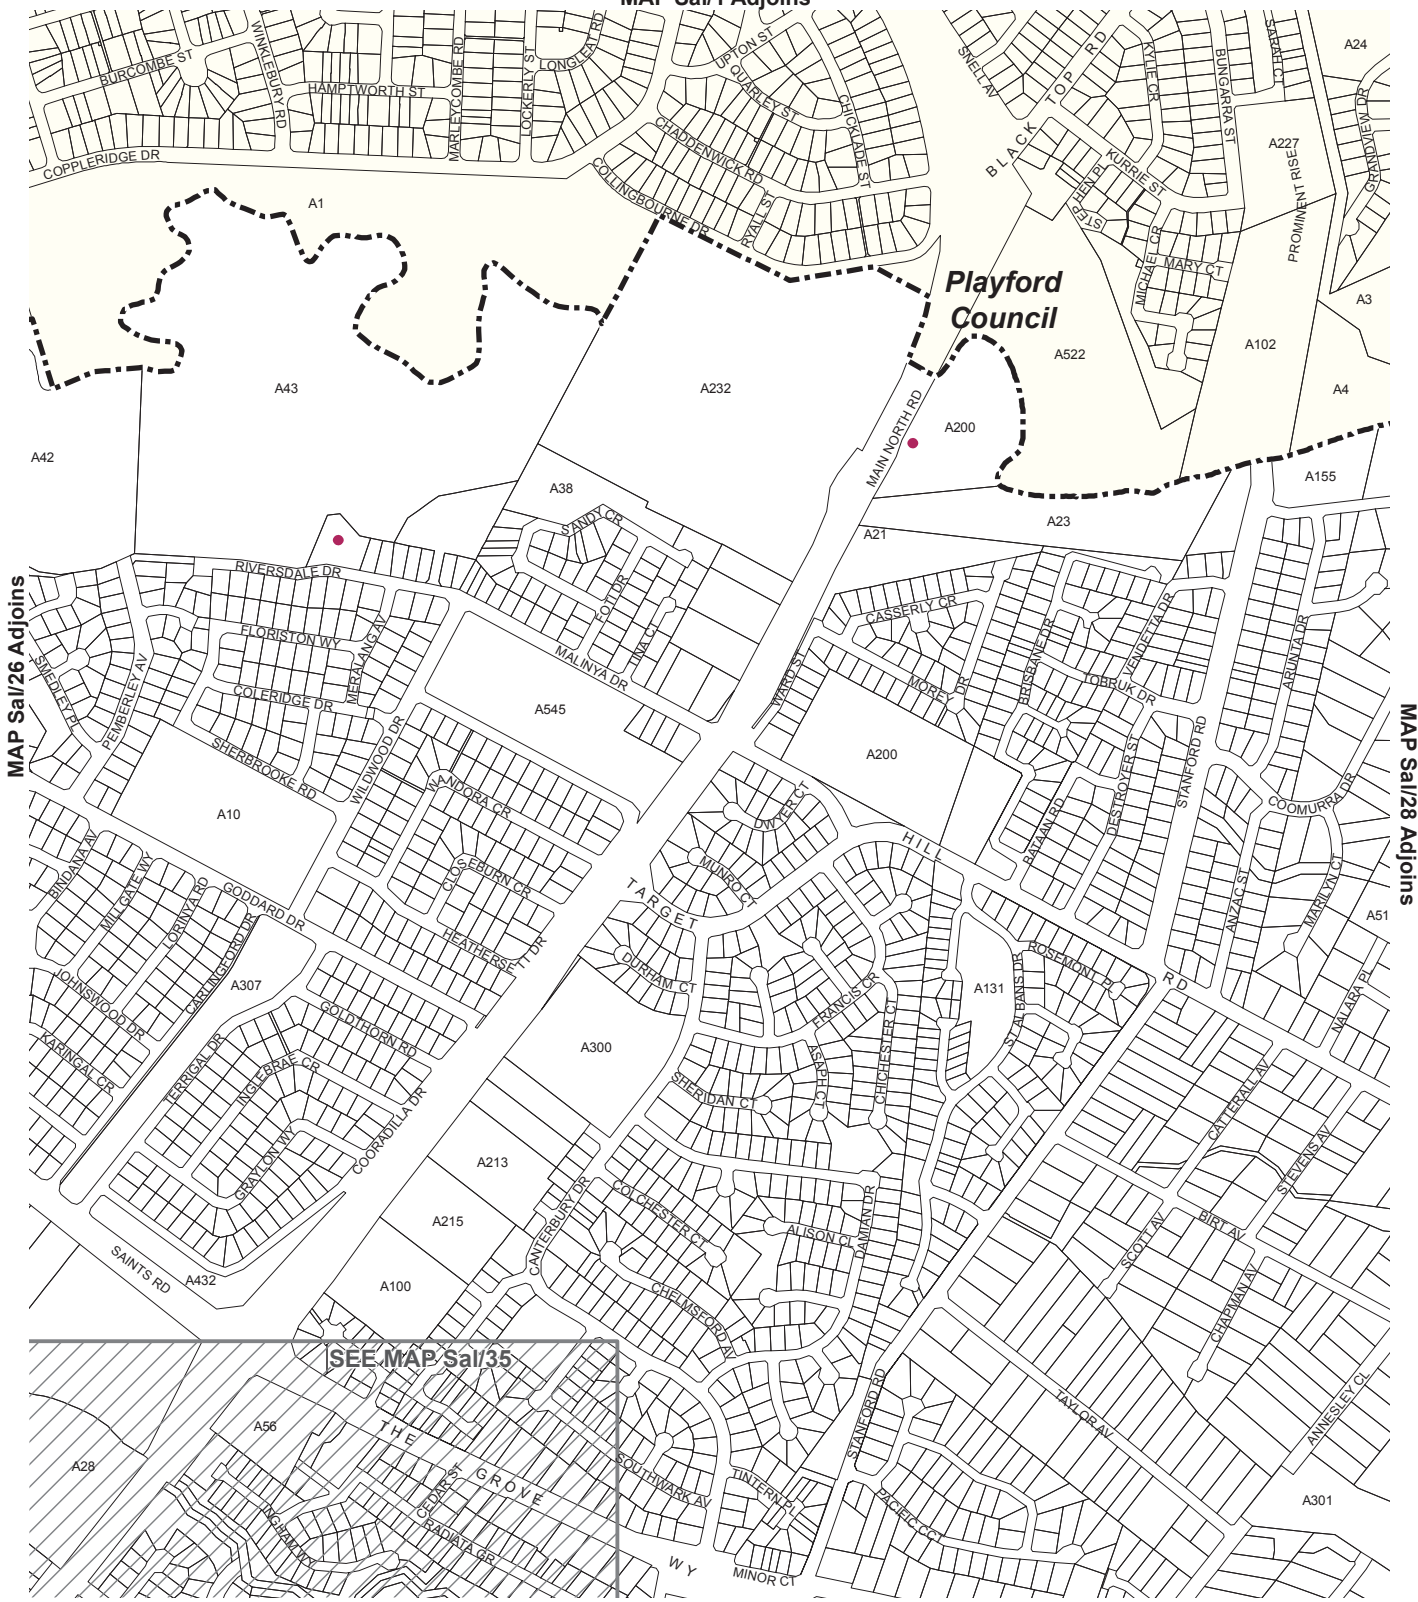 MAP Sal/1 Adjoins
BURCOMBE ST
WINKLEBURY RD
HAMPTWORTH ST
MARLEYCOMBE RD
LOCKERLY ST
LONGLEAT RD
UPTON ST
QUARLEY ST
CHICKLADE ST
CHADDENWICK RD
COLLINGBOURNE DR
RYALL ST
COPPLERIDGE DR
SNELL AV
BLACK TOP RD
KYLIE CR
BUNGARRA ST
SARAH CT
A24
GRANDVIEW DR
A227
PROMINENT RISE
KURRIE ST
STEPHEN PL
MICHAEL CR
MARY CT
A1
Playford
Council
A3
A522
A102
A4
A43
A232
A200
MAIN NORTH RD
A42
A38
A155
A23
A21
SANDY CR
RIVERSDALE DR
FOTI DR
TINA CT
MALINYA DR
FLORISTON WY
MERALANG AV
COLERIDGE DR
SMEDLEY PL
PEMBERLEY AV
MAP Sal/26 Adjoins
CASSERLY CR
WARD ST
MOREY DR
BRISBANE DR
VENDETTA DR
TOBRUK DR
ARUNTA DR
A545
A200
SHERBROOKE RD
WILDWOOD DR
WANDORA CR
A10
DESTROYER ST
STANFORD RD
BATAAN RD
COOMURRA DR
MAP Sal/28 Adjoins
DWYER CT
HILL
MUNRO CT
CLOSEBURN CR
BINDANA AV
MILLGATE WY
LORINYA RD
GODDARD DR
CARLINGFORD DR
HEATHERSETT DR
TARGET
ANZAC ST
MARILYN CT
A51
DURHAM CT
FRANCIS CR
ROSEMONT PL
RD
A131
ST ALBANS DR
NALARA PL
JOHNSWOOD DR
A307
KARINGAL CR
GOLDTHORN RD
TERRIGAL DR
INGLEBRAE CR
A300
SHERIDAN CT
ASAPH CT
CHICHESTER CT
CATTERALL AV
STEVENS AV
GRAYLON WY
COORADILLA DR
A213
A215
CANTERBURY DR
COLCHESTER CT
ALISON CL
DAMIAN DR
SCOTT AV
BIRT AV
SAINTS RD
A432
A100
CHELMSFORD AV
CHAPMAN AV
SEE MAP Sal/35
STANFORD RD
TAYLOR AV
ANNESLEY CL
A28
A56
THE GROVE
WY
CEDAR ST
RADIATA GR
INGHAM WY
SOUTHWARK AV
TINTERN PL
PACIFIC CCT
MINOR CT
A301